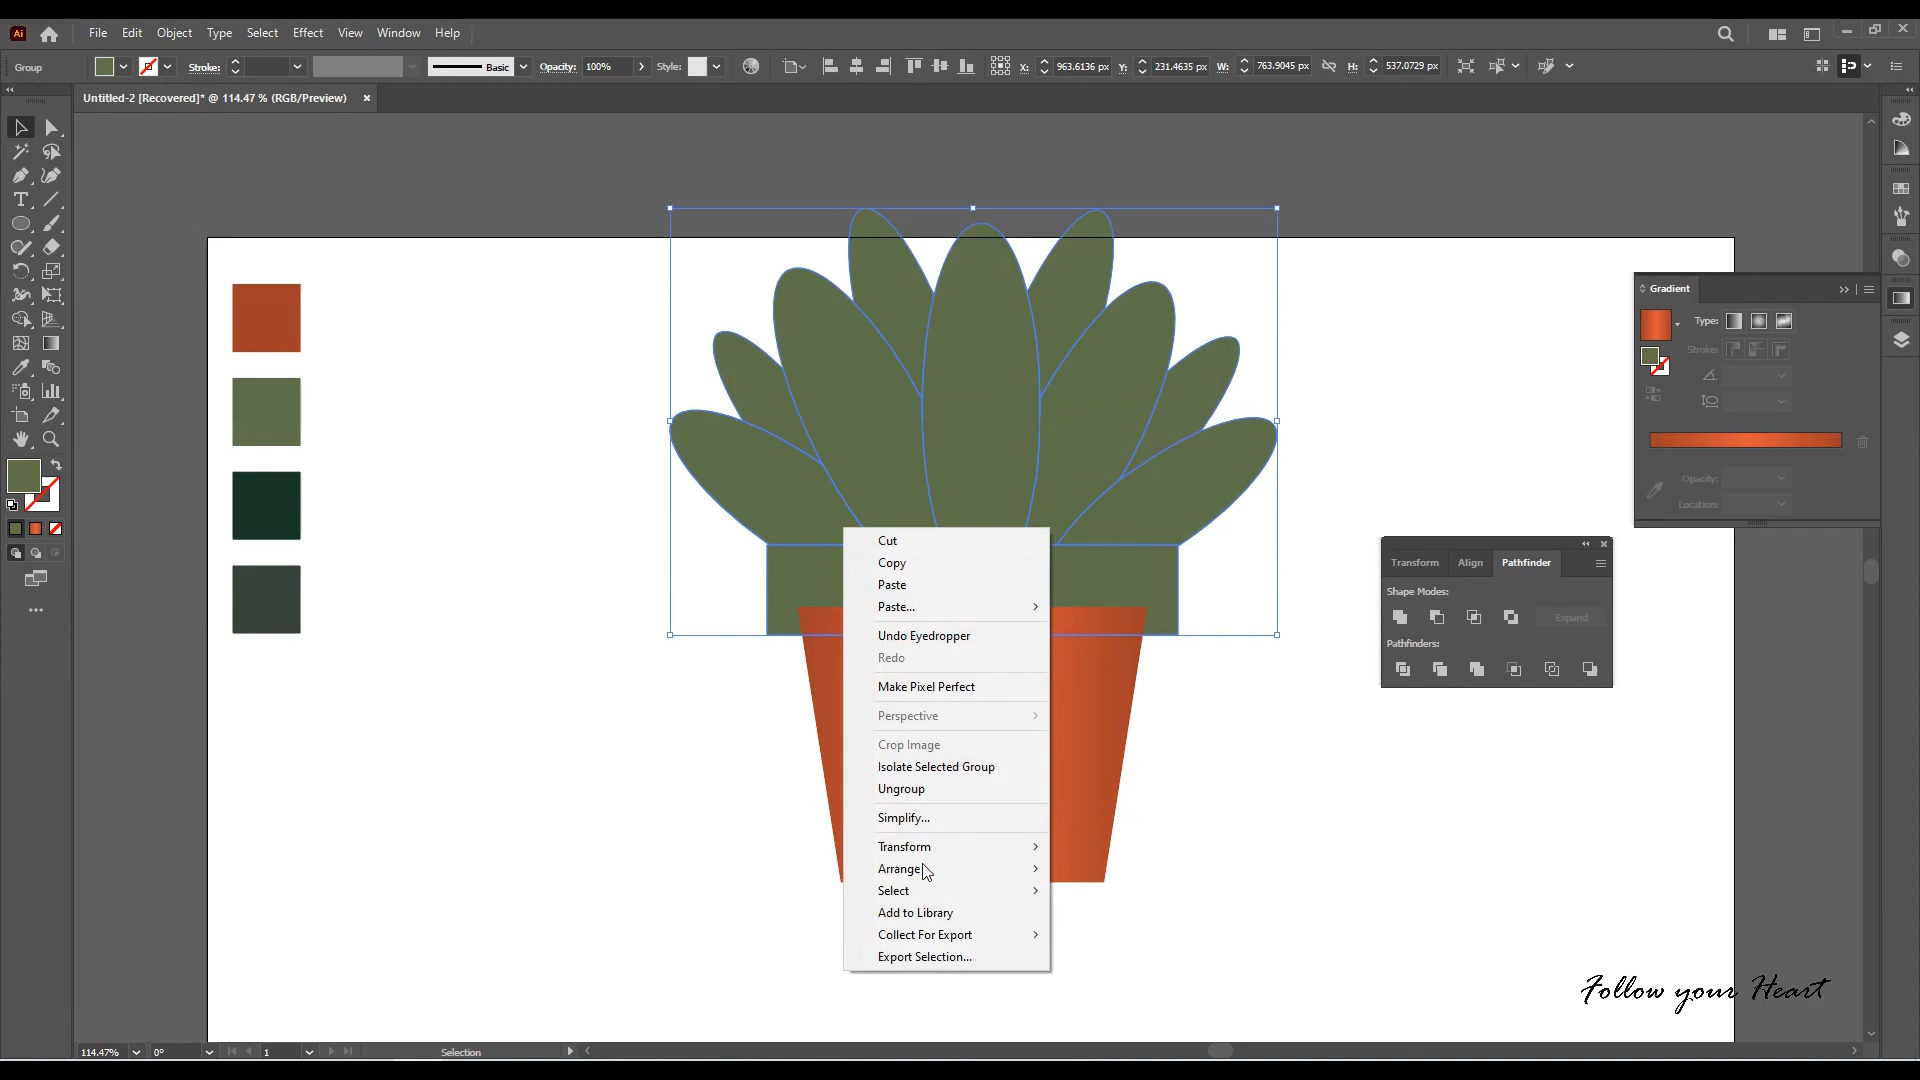 Ai File Edit Type Object Select Effect View Window Help
Group Stroke: Basic Opacity: 100% Style: X: 963.6136 px Y: 231.4635 px W: 763.9045 px H: 537.0729 px
Untitled-2 [Recovered]* @ 114.47 % (RGB/Preview) ×
Gradient
Type:
Stroke:
Opacity:
Location:
Cut
Copy
Paste
Paste...
Undo Eyedropper
Redo
Make Pixel Perfect
Perspective
Crop Image
Isolate Selected Group
Ungroup
Simplify...
Transform
Arrange
Select
Add to Library
Collect For Export
Export Selection...
Transform Align Pathfinder
Shape Modes:
Expand
Pathfinders:
Follow your Heart
114.47% 0° 1 Selection